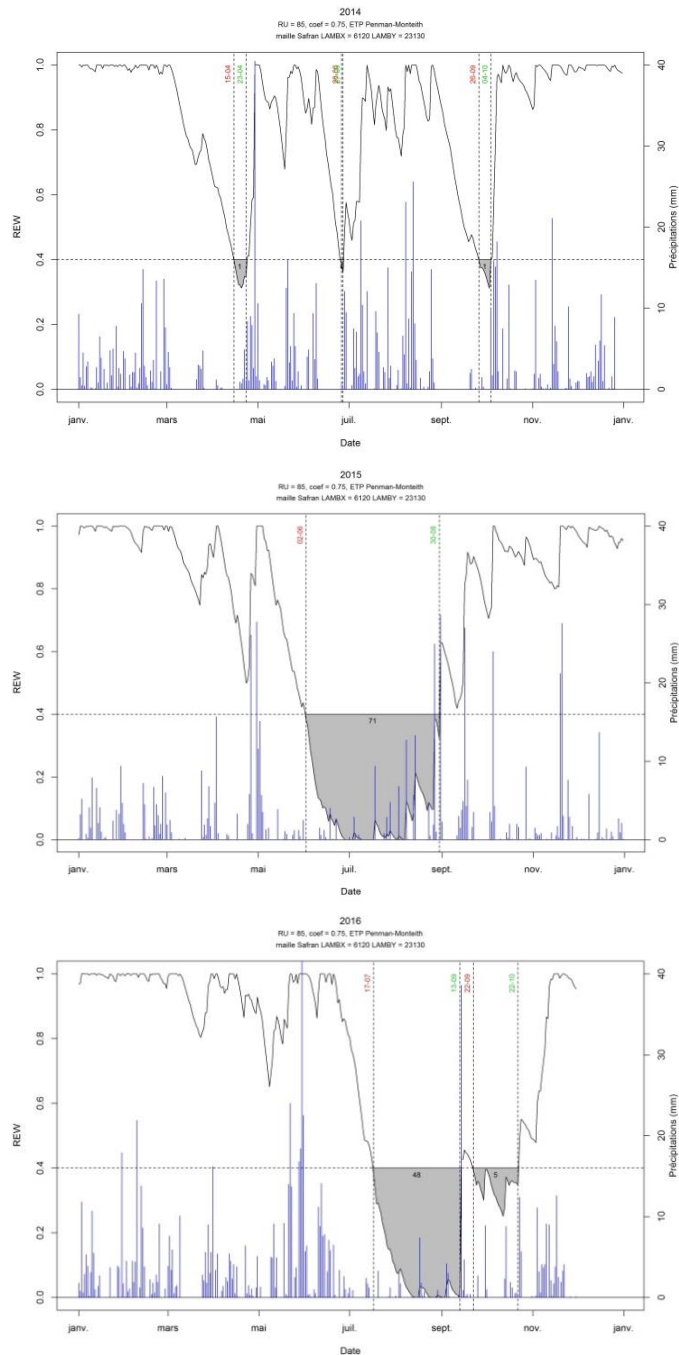 2014
RU = 85, coef = 0.75, ETP Penman-Monteith
maille Safran LAMBX = 6120 LAMBY = 23130
15-04
23-04
26-09
04-10
1
1
REW
0.0
0.2
0.4
0.6
0.8
1.0
Précipitations (mm)
0
10
20
30
40
janv.
mars
mai
juil.
sept.
nov.
janv.
Date
2015
RU = 85, coef = 0.75, ETP Penman-Monteith
maille Safran LAMBX = 6120 LAMBY = 23130
02-06
30-08
71
REW
0.0
0.2
0.4
0.6
0.8
1.0
Précipitations (mm)
0
10
20
30
40
janv.
mars
mai
juil.
sept.
nov.
janv.
Date
2016
RU = 85, coef = 0.75, ETP Penman-Monteith
maille Safran LAMBX = 6120 LAMBY = 23130
17-07
13-09
22-09
22-10
48
5
REW
0.0
0.2
0.4
0.6
0.8
1.0
Précipitations (mm)
0
10
20
30
40
janv.
mars
mai
juil.
sept.
nov.
janv.
Date